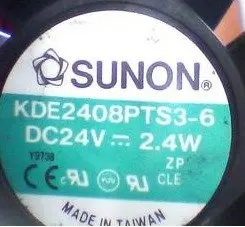 SUNON®
KDE2408PTS3-6
DC24V ⎓ 2.4W
Y9738 ZP
CLE
MADE IN TAIWAN